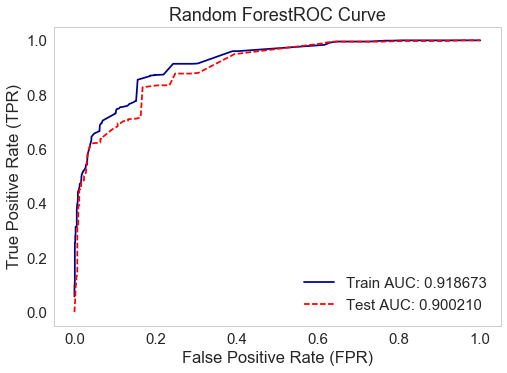 Random ForestROC Curve
True Positive Rate (TPR)
1.0
0.8
0.6
0.4
0.2
0.0
Train AUC: 0.918673
Test AUC: 0.900210
0.0 0.2 0.4 0.6 0.8 1.0
False Positive Rate (FPR)